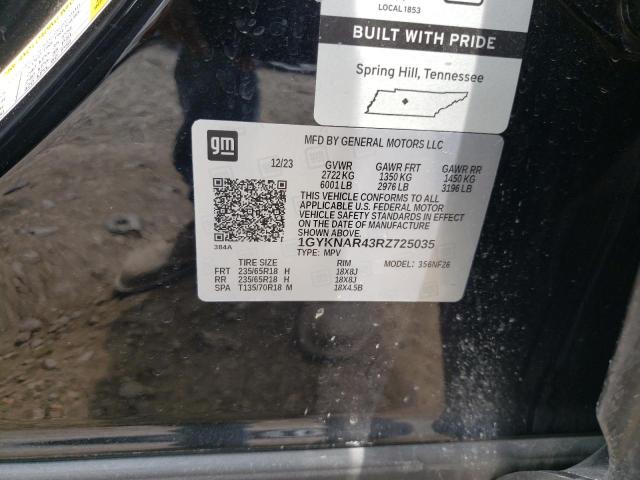 LOCAL 1853
BUILT WITH PRIDE
Spring Hill, Tennessee
gm
MFD BY GENERAL MOTORS LLC
12/23 GVWR GAWR FRT GAWR RR
2722 KG 1350 KG 1450 KG
6001 LB 2976 LB 3196 LB
THIS VEHICLE CONFORMS TO ALL
APPLICABLE U.S. FEDERAL MOTOR
VEHICLE SAFETY STANDARDS IN EFFECT
ON THE DATE OF MANUFACTURE SHOWN ABOVE.
384A
1GYKNAR43RZ725035
TYPE: MPV
TIRE SIZE RIM MODEL: 356NF26
FRT 235/65R18 H 18X8J
RR 235/65R18 H 18X8J
SPA T135/70R18 M 18X4.5B